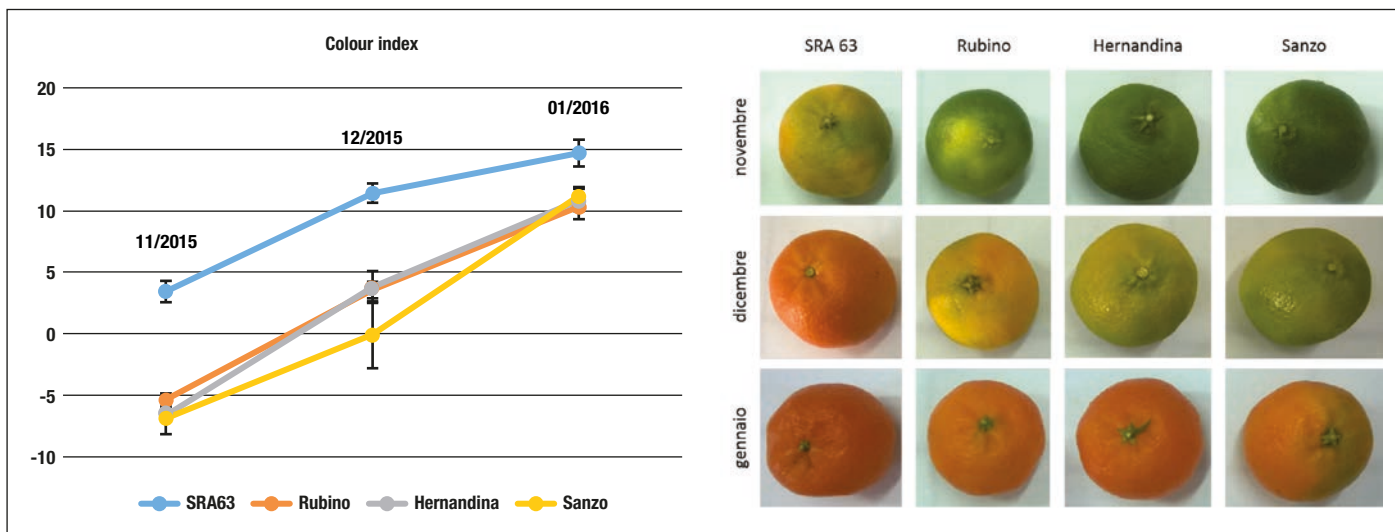 Colour index
20
15
10
5
0
-5
-10
11/2015
12/2015
01/2016
SRA63 Rubino Hernandina Sanzo
SRA 63 Rubino Hernandina Sanzo
novembre
dicembre
gennaio